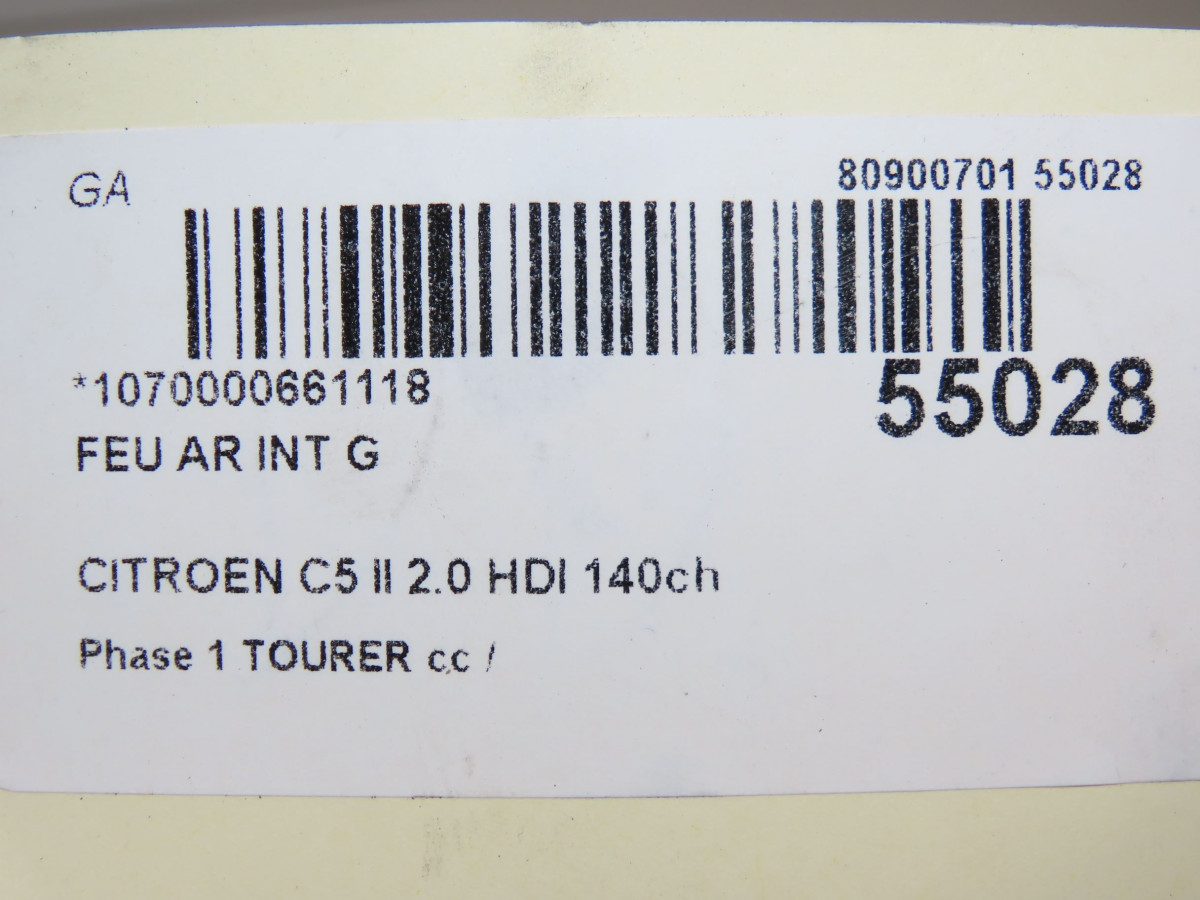 GA
80900701 55028
*1070000661118
55028
FEU AR INT G
CITROEN C5 II 2.0 HDI 140ch
Phase 1 TOURER cc /